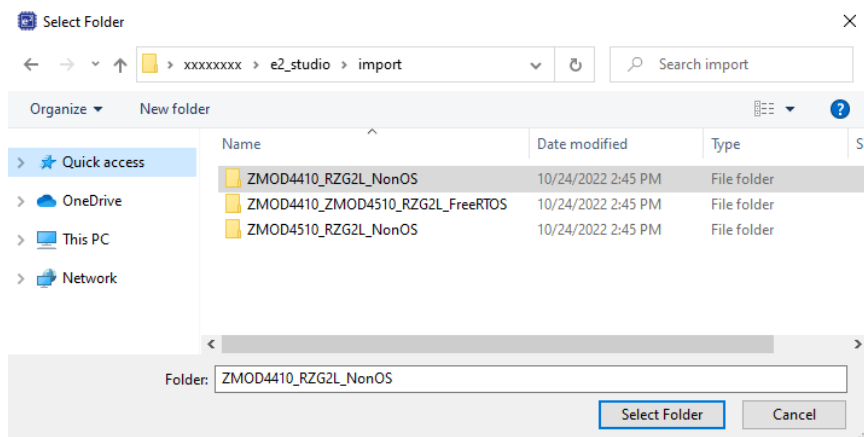 Select Folder
xxxxxxxx > e2_studio > import
Search import
Organize
New folder
Name
Date modified
Type
S
Quick access
OneDrive
This PC
Network
ZMOD4410_RZG2L_NonOS 10/24/2022 2:45 PM File folder
ZMOD4410_ZMOD4510_RZG2L_FreeRTOS 10/24/2022 2:45 PM File folder
ZMOD4510_RZG2L_NonOS 10/24/2022 2:45 PM File folder
Folder: ZMOD4410_RZG2L_NonOS
Select Folder
Cancel